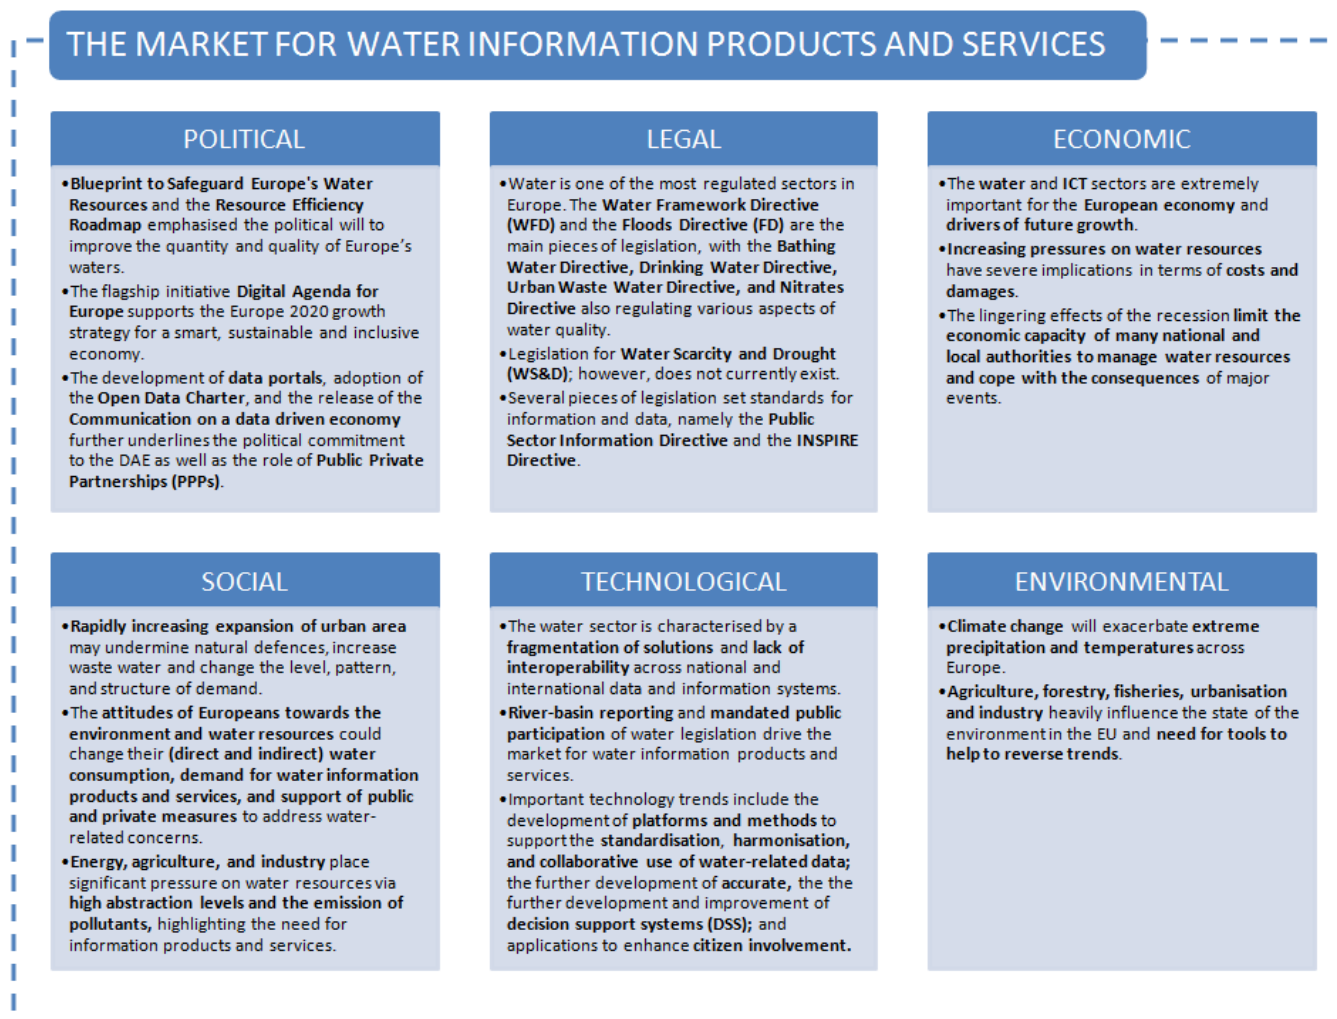 THE MARKET FOR WATER INFORMATION PRODUCTS AND SERVICES
POLITICAL
•Blueprint to Safeguard Europe's Water
Resources and the Resource Efficiency
Roadmap emphasised the political will to
improve the quantity and quality of Europe’s
waters.
•The flagship initiative Digital Agenda for
Europe supports the Europe 2020 growth
strategy for a smart, sustainable and inclusive
economy.
•The development of data portals, adoption of
the Open Data Charter, and the release of the
Communication on a data driven economy
further underlines the political commitment
to the DAE as well as the role of Public Private
Partnerships (PPPs).
LEGAL
•Water is one of the most regulated sectors in
Europe. The Water Framework Directive
(WFD) and the Floods Directive (FD) are the
main pieces of legislation, with the Bathing
Water Directive, Drinking Water Directive,
Urban Waste Water Directive, and Nitrates
Directive also regulating various aspects of
water quality.
•Legislation for Water Scarcity and Drought
(WS&D); however, does not currently exist.
•Several pieces of legislation set standards for
information and data, namely the Public
Sector Information Directive and the INSPIRE
Directive.
ECONOMIC
•The water and ICT sectors are extremely
important for the European economy and
drivers of future growth.
•Increasing pressures on water resources
have severe implications in terms of costs and
damages.
•The lingering effects of the recession limit the
economic capacity of many national and
local authorities to manage water resources
and cope with the consequences of major
events.
SOCIAL
•Rapidly increasing expansion of urban area
may undermine natural defences, increase
waste water and change the level, pattern,
and structure of demand.
•The attitudes of Europeans towards the
environment and water resources could
change their (direct and indirect) water
consumption, demand for water information
products and services, and support of public
and private measures to address water-
related concerns.
•Energy, agriculture, and industry place
significant pressure on water resources via
high abstraction levels and the emission of
pollutants, highlighting the need for
information products and services.
TECHNOLOGICAL
•The water sector is characterised by a
fragmentation of solutions and lack of
interoperability across national and
international data and information systems.
•River-basin reporting and mandated public
participation of water legislation drive the
market for water information products and
services.
•Important technology trends include the
development of platforms and methods to
support the standardisation, harmonisation,
and collaborative use of water-related data;
the further development of accurate, the the
further development and improvement of
decision support systems (DSS); and
applications to enhance citizen involvement.
ENVIRONMENTAL
•Climate change will exacerbate extreme
precipitation and temperatures across
Europe.
•Agriculture, forestry, fisheries, urbanisation
and industry heavily influence the state of the
environment in the EU and need for tools to
help to reverse trends.